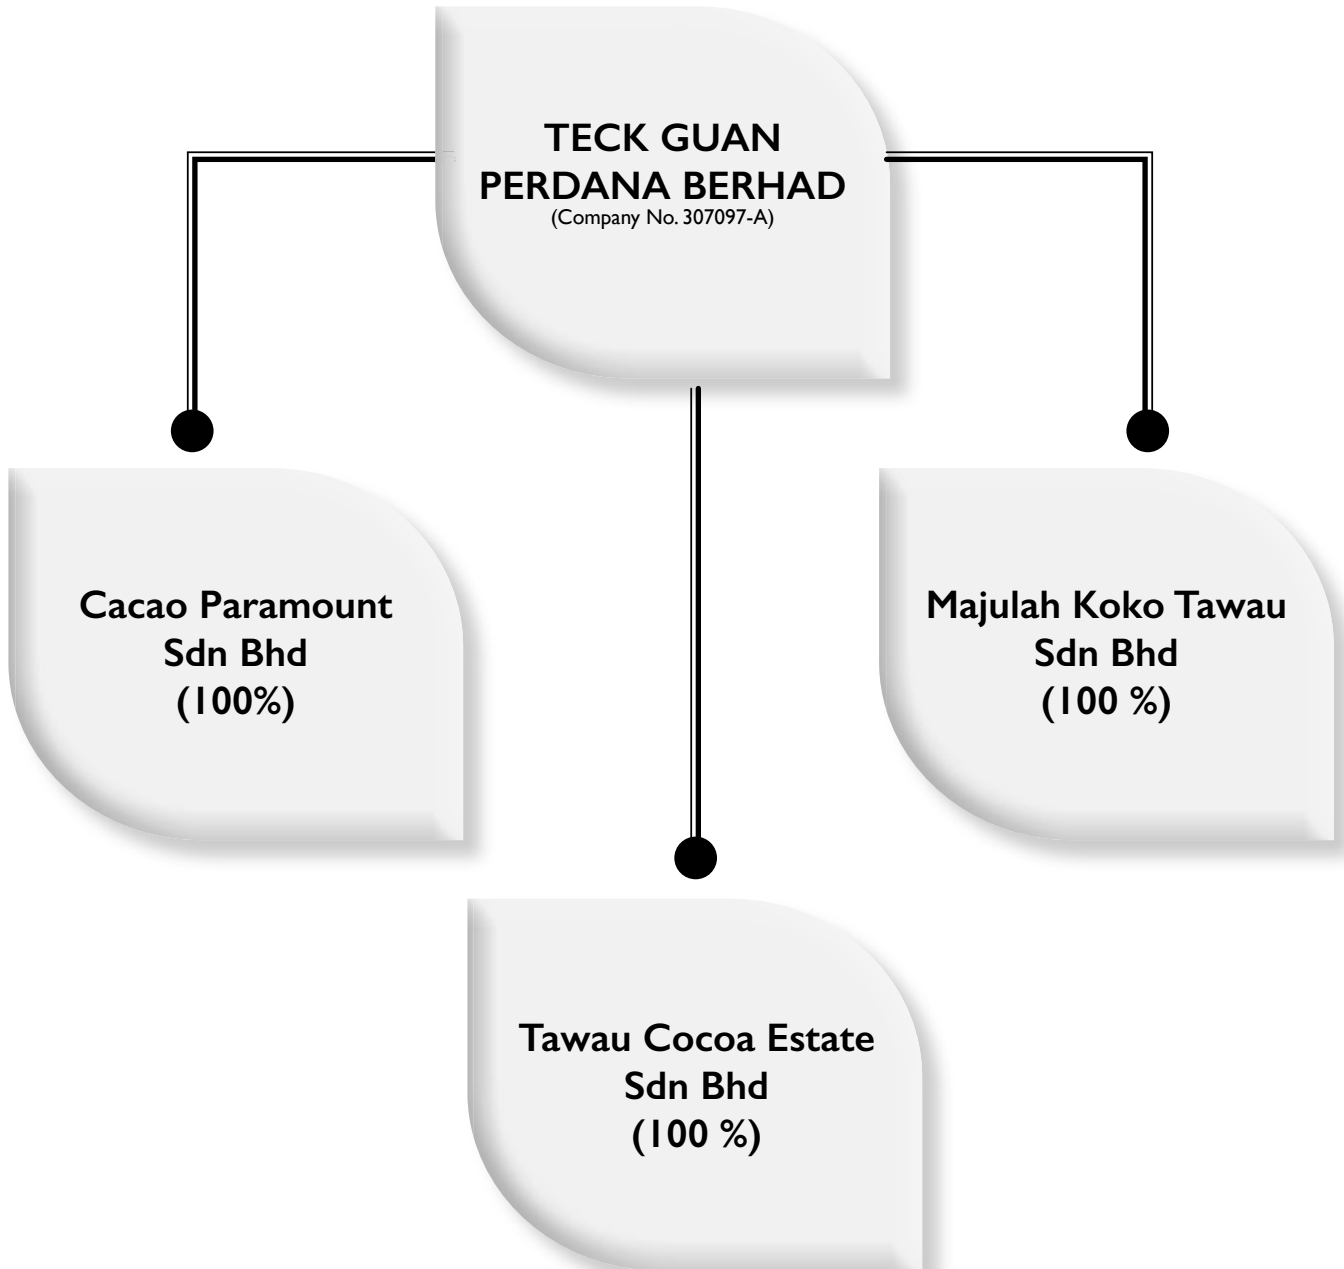 TECK GUAN
PERDANA BERHAD
(Company No. 307097-A)
Cacao Paramount
Sdn Bhd
(100%)
Majulah Koko Tawau
Sdn Bhd
(100 %)
Tawau Cocoa Estate
Sdn Bhd
(100 %)